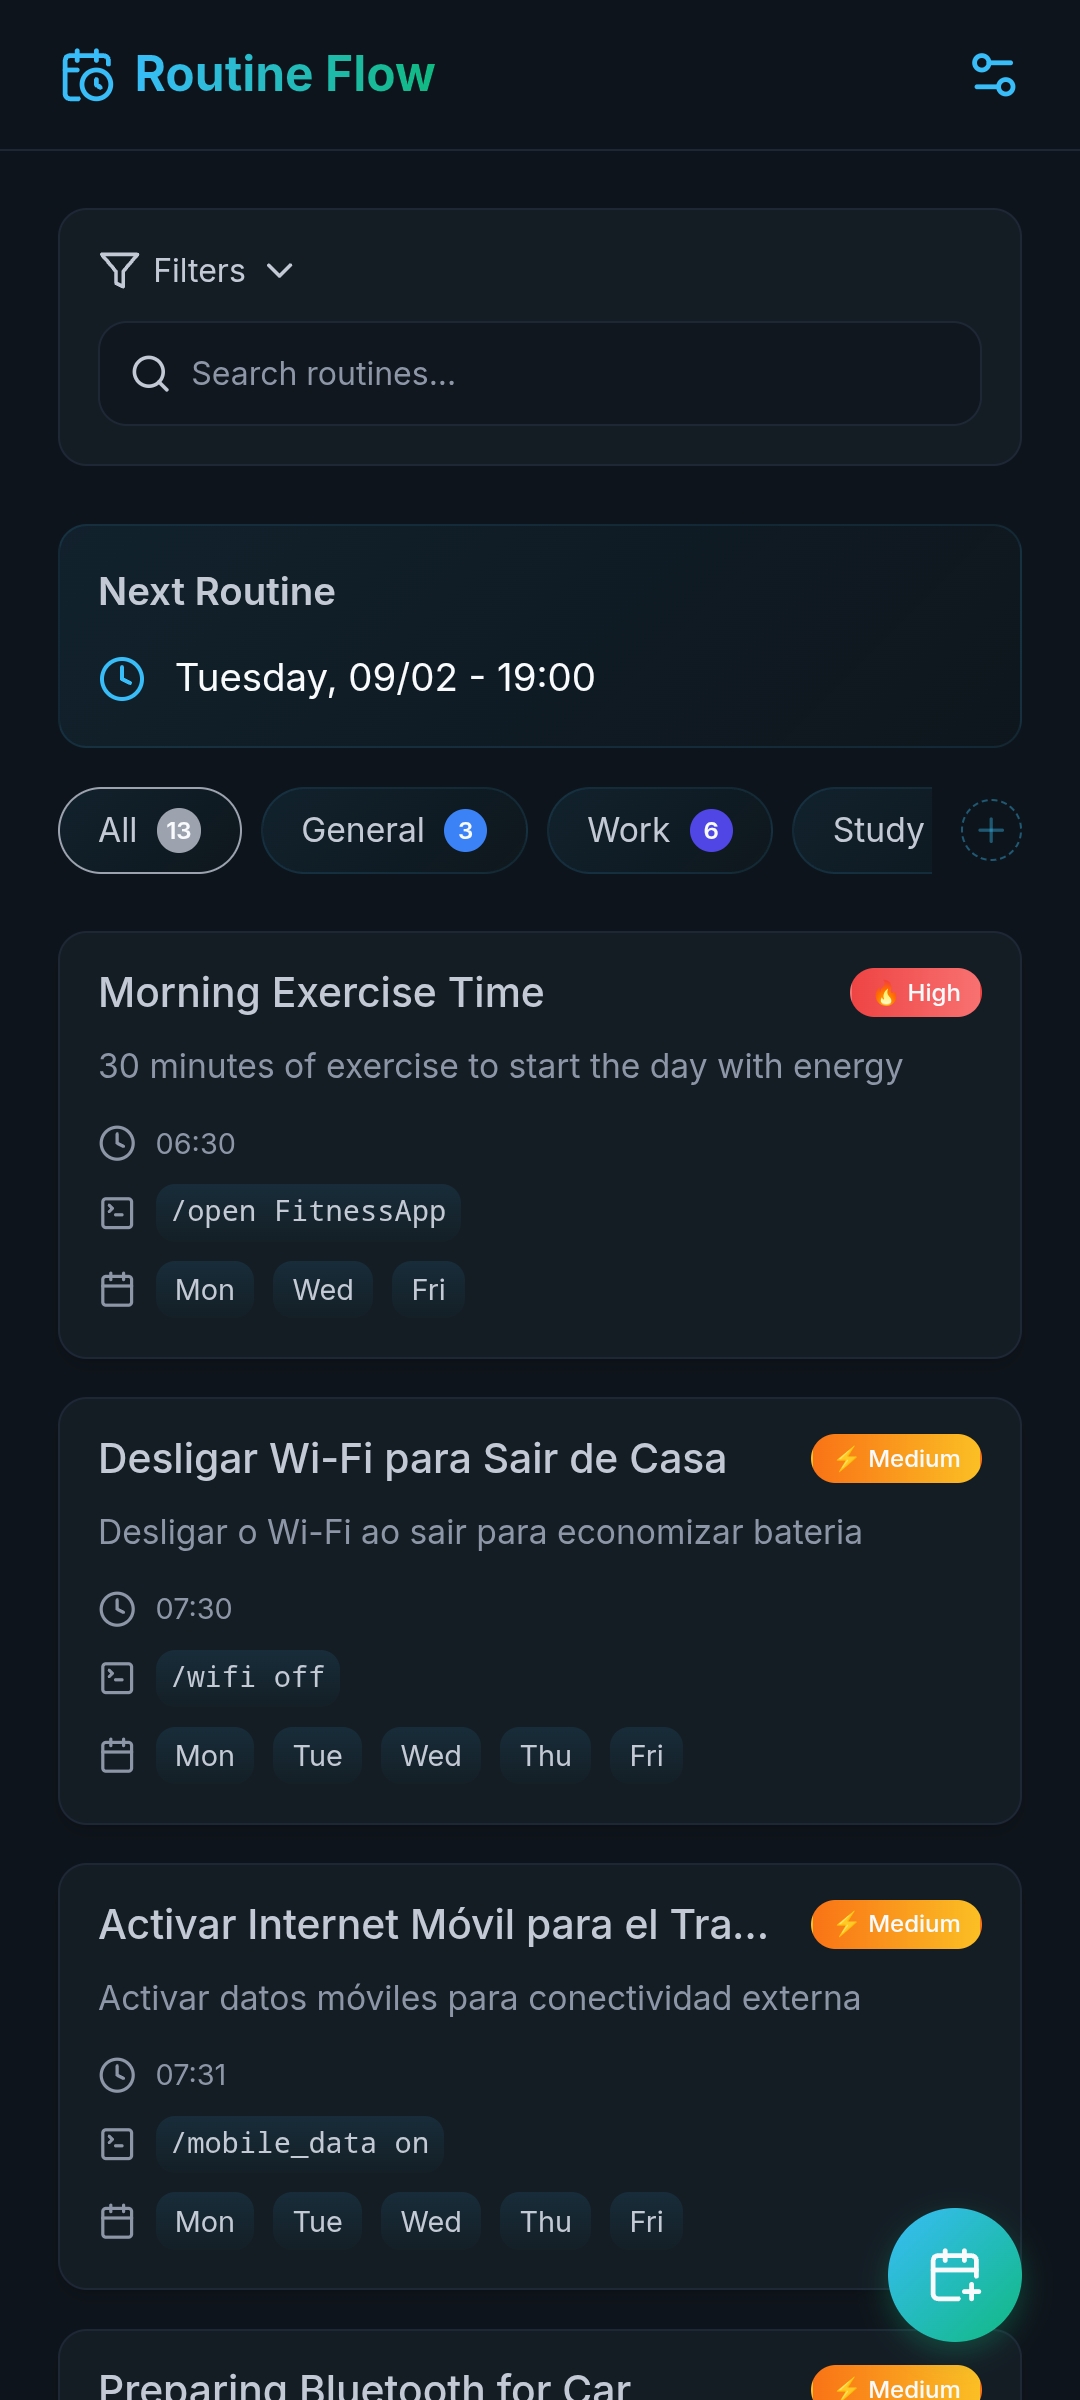 Routine Flow
Filters
Search routines...
Next Routine
Tuesday, 09/02 - 19:00
All 13 General 3 Work 6 Study
Morning Exercise Time 🔥 High
30 minutes of exercise to start the day with energy
06:30
/open FitnessApp
Mon Wed Fri
Desligar Wi-Fi para Sair de Casa ⚡ Medium
Desligar o Wi-Fi ao sair para economizar bateria
07:30
/wifi off
Mon Tue Wed Thu Fri
Activar Internet Móvil para el Tra... ⚡ Medium
Activar datos móviles para conectividad externa
07:31
/mobile_data on
Mon Tue Wed Thu Fri
Preparing Bluetooth for Car ⚡ Medium